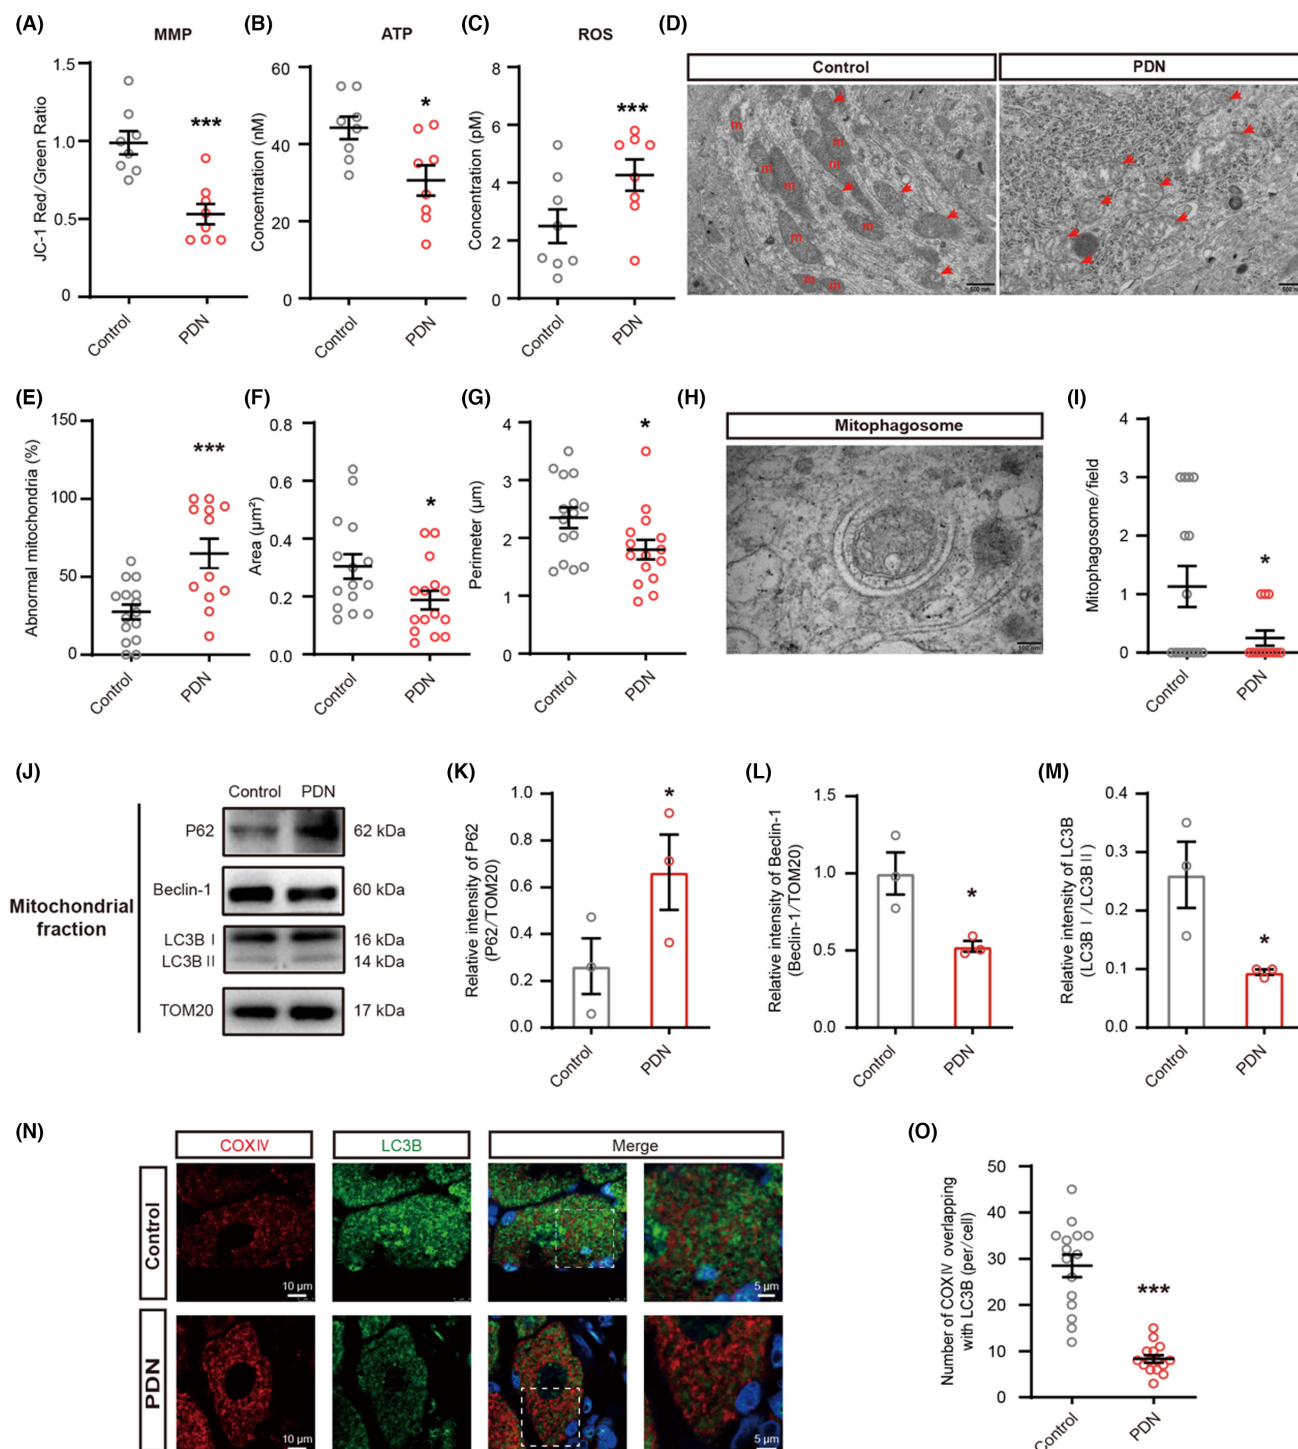 (A)
MMP
JC-1 Red/Green Ratio
1.5
1.0
0.5
0
***
Control
PDN
(B)
ATP
Concentration (nM)
60
40
20
0
*
Control
PDN
(C)
ROS
Concentration (pM)
8
6
4
2
0
***
Control
PDN
(D)
Control
PDN
m
m
m
m
m
m
m
m
m
500 nm
(E)
Abnormal mitochondria (%)
150
100
50
0
***
Control
PDN
(F)
Area (μm²)
0.8
0.6
0.4
0.2
0.0
*
Control
PDN
(G)
Perimeter (μm)
4
3
2
1
0
*
Control
PDN
(H)
Mitophagosome
(I)
Mitophagosome/field
4
3
2
1
0
*
Control
PDN
(J)
Control PDN
Mitochondrial
fraction
P62 62 kDa
Beclin-1 60 kDa
LC3B I 16 kDa
LC3B II 14 kDa
TOM20 17 kDa
(K)
Relative intensity of P62
(P62/TOM20)
1.0
0.8
0.6
0.4
0.2
0.0
*
Control
PDN
(L)
Relative intensity of Beclin-1
(Beclin-1/TOM20)
1.5
1.0
0.5
0.0
*
Control
PDN
(M)
Relative intensity of LC3B
(LC3B I/LC3B II)
0.4
0.3
0.2
0.1
0.0
*
Control
PDN
(N)
COXIV
LC3B
Merge
Control
10 μm
10 μm
5 μm
PDN
10 μm
10 μm
5 μm
(O)
Number of COXIV overlapping
with LC3B (per/cell)
50
40
30
20
10
0
***
Control
PDN